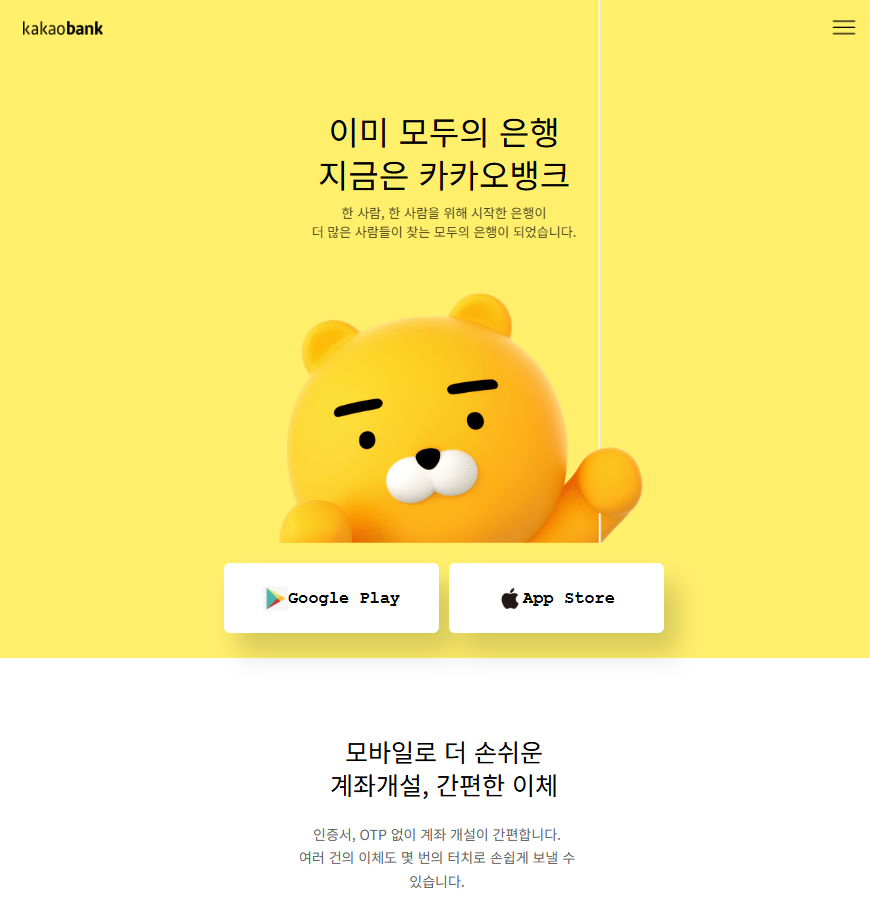 kakaobank
이미 모두의 은행
지금은 카카오뱅크
한 사람, 한 사람을 위해 시작한 은행이
더 많은 사람들이 찾는 모두의 은행이 되었습니다.
Google Play
App Store
모바일로 더 손쉬운
계좌개설, 간편한 이체
인증서, OTP 없이 계좌 개설이 간편합니다.
여러 건의 이체도 몇 번의 터치로 손쉽게 보낼 수
있습니다.